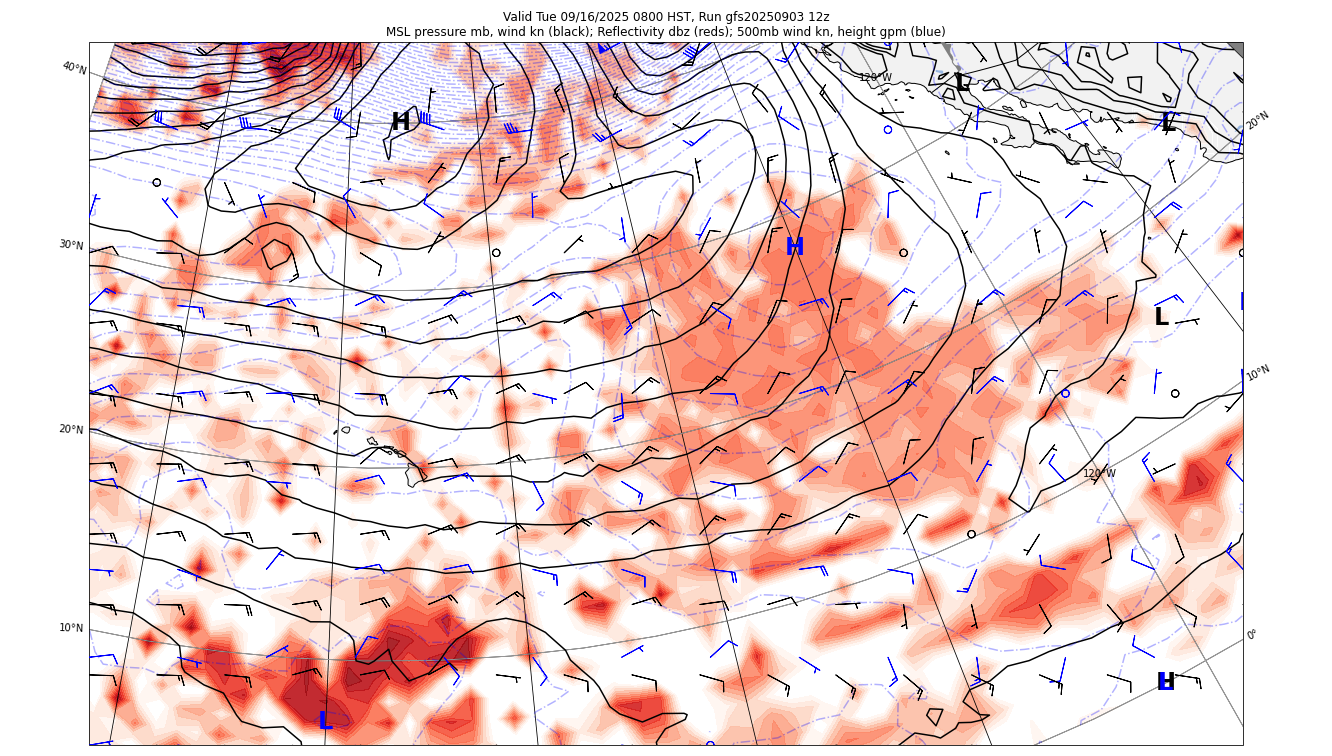 Valid Tue 09/16/2025 0800 HST, Run gfs20250903 12z
MSL pressure mb, wind kn (black); Reflectivity dbz (reds); 500mb wind kn, height gpm (blue)
40°N
120°W
L
H
L
20°N
30°N
H
L
10°N
20°N
120°W
10°N
0°
H
L